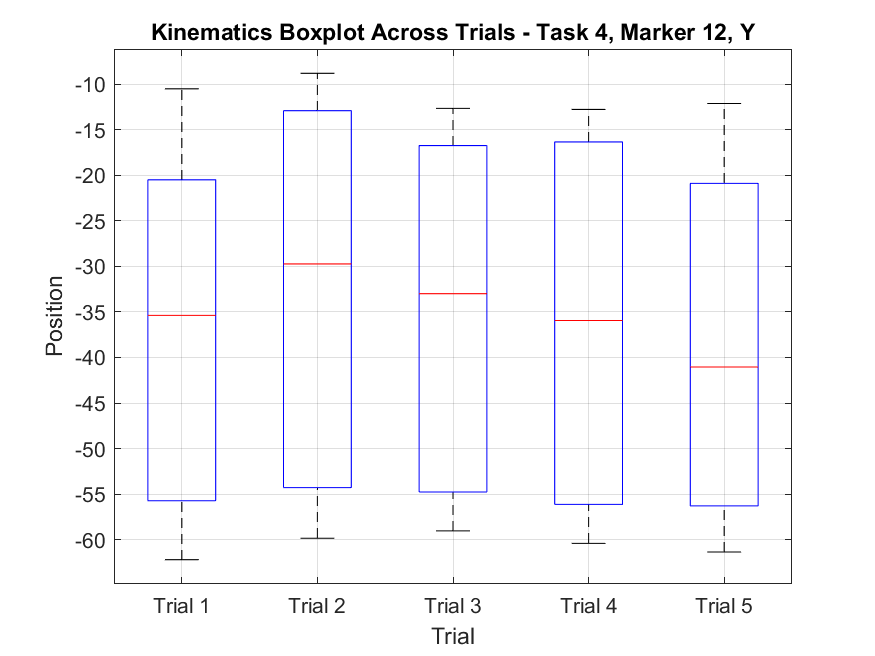 Kinematics Boxplot Across Trials - Task 4, Marker 12, Y
-10
-15
-20
-25
-30
-35
-40
-45
-50
-55
-60
Position
Trial 1 Trial 2 Trial 3 Trial 4 Trial 5
Trial